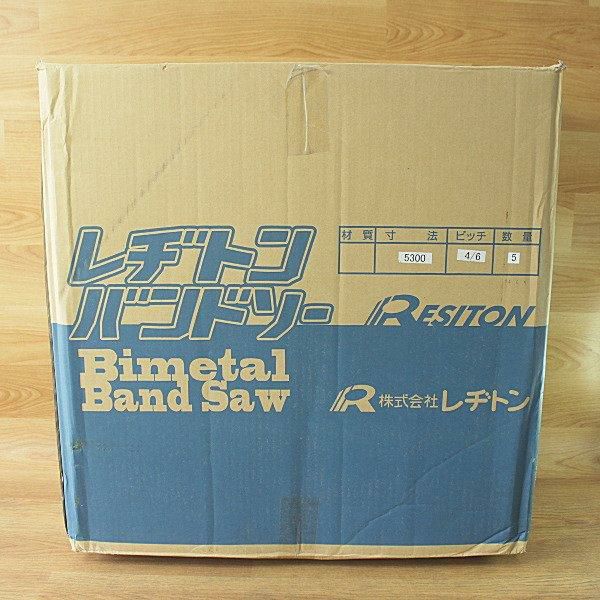 材質 寸法 ピッチ 数量
5300 4/6 5
レヂトン
バンドソー
RESITON
Bimetal
Band Saw
R 株式会社レヂトン